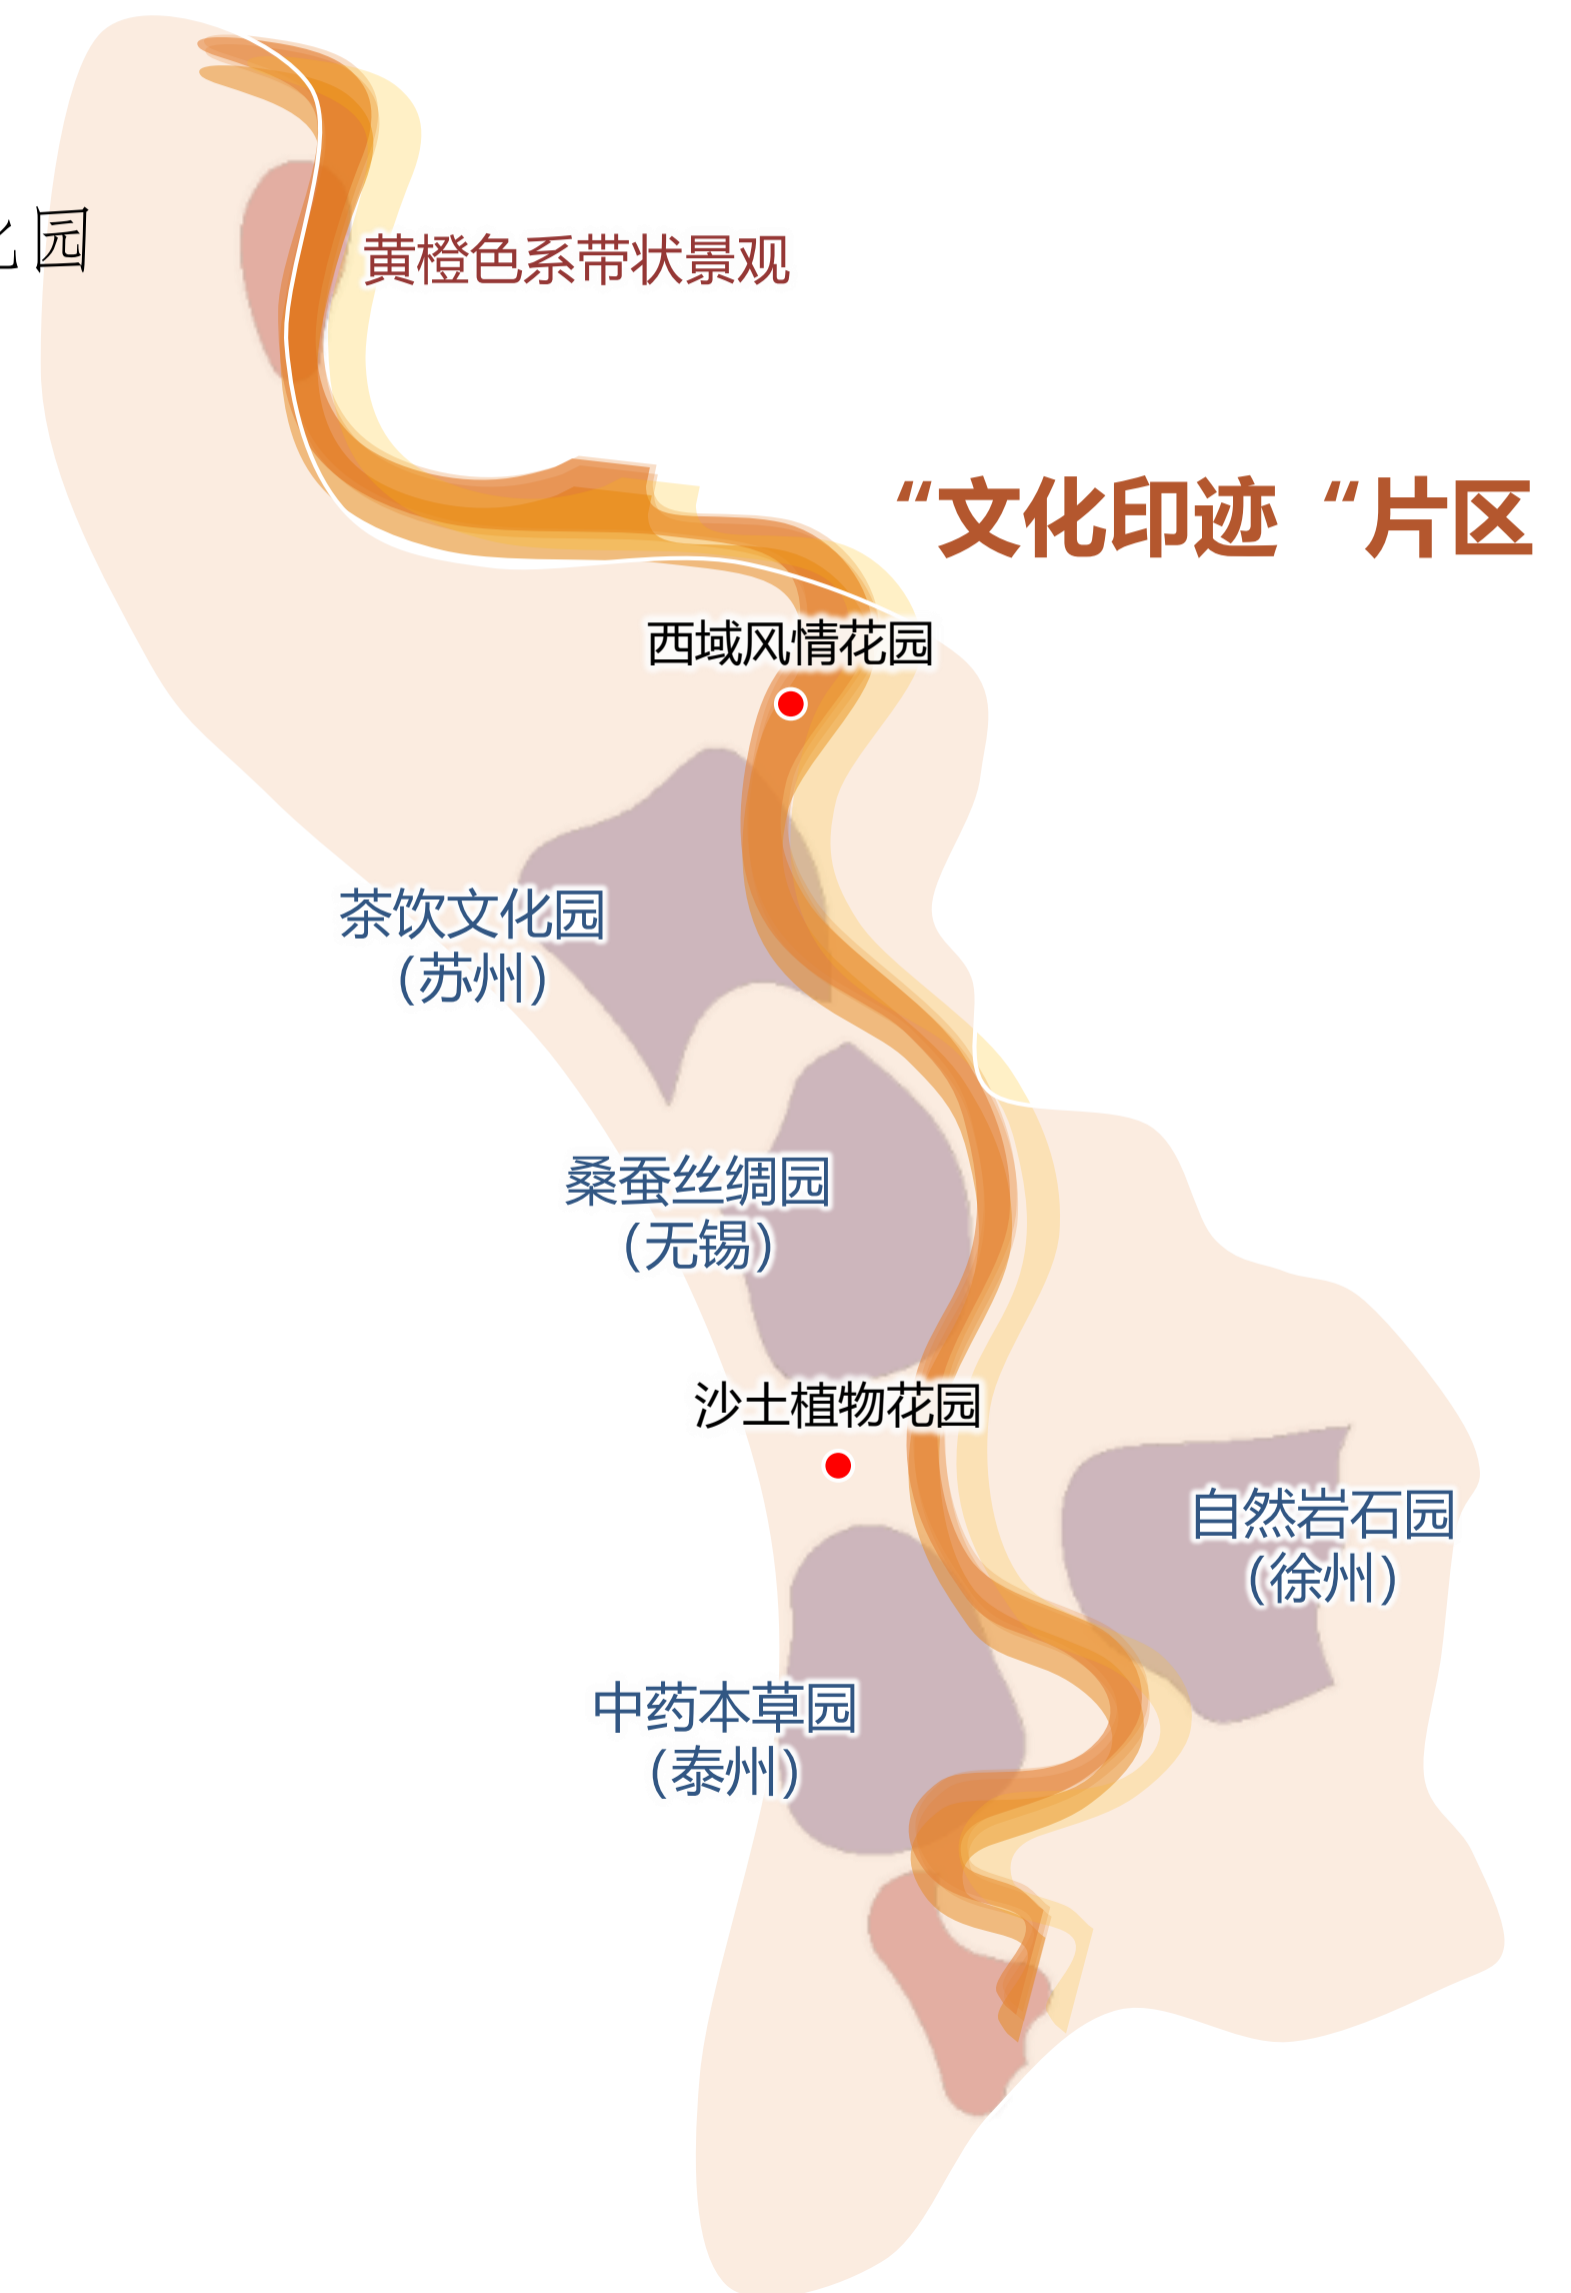 园
黄橙色系带状景观
“文化印迹 “片区
西域风情花园
茶饮文化园
（苏州）
桑蚕丝绸园
（无锡）
沙土植物花园
自然岩石园
（徐州）
中药本草园
（泰州）